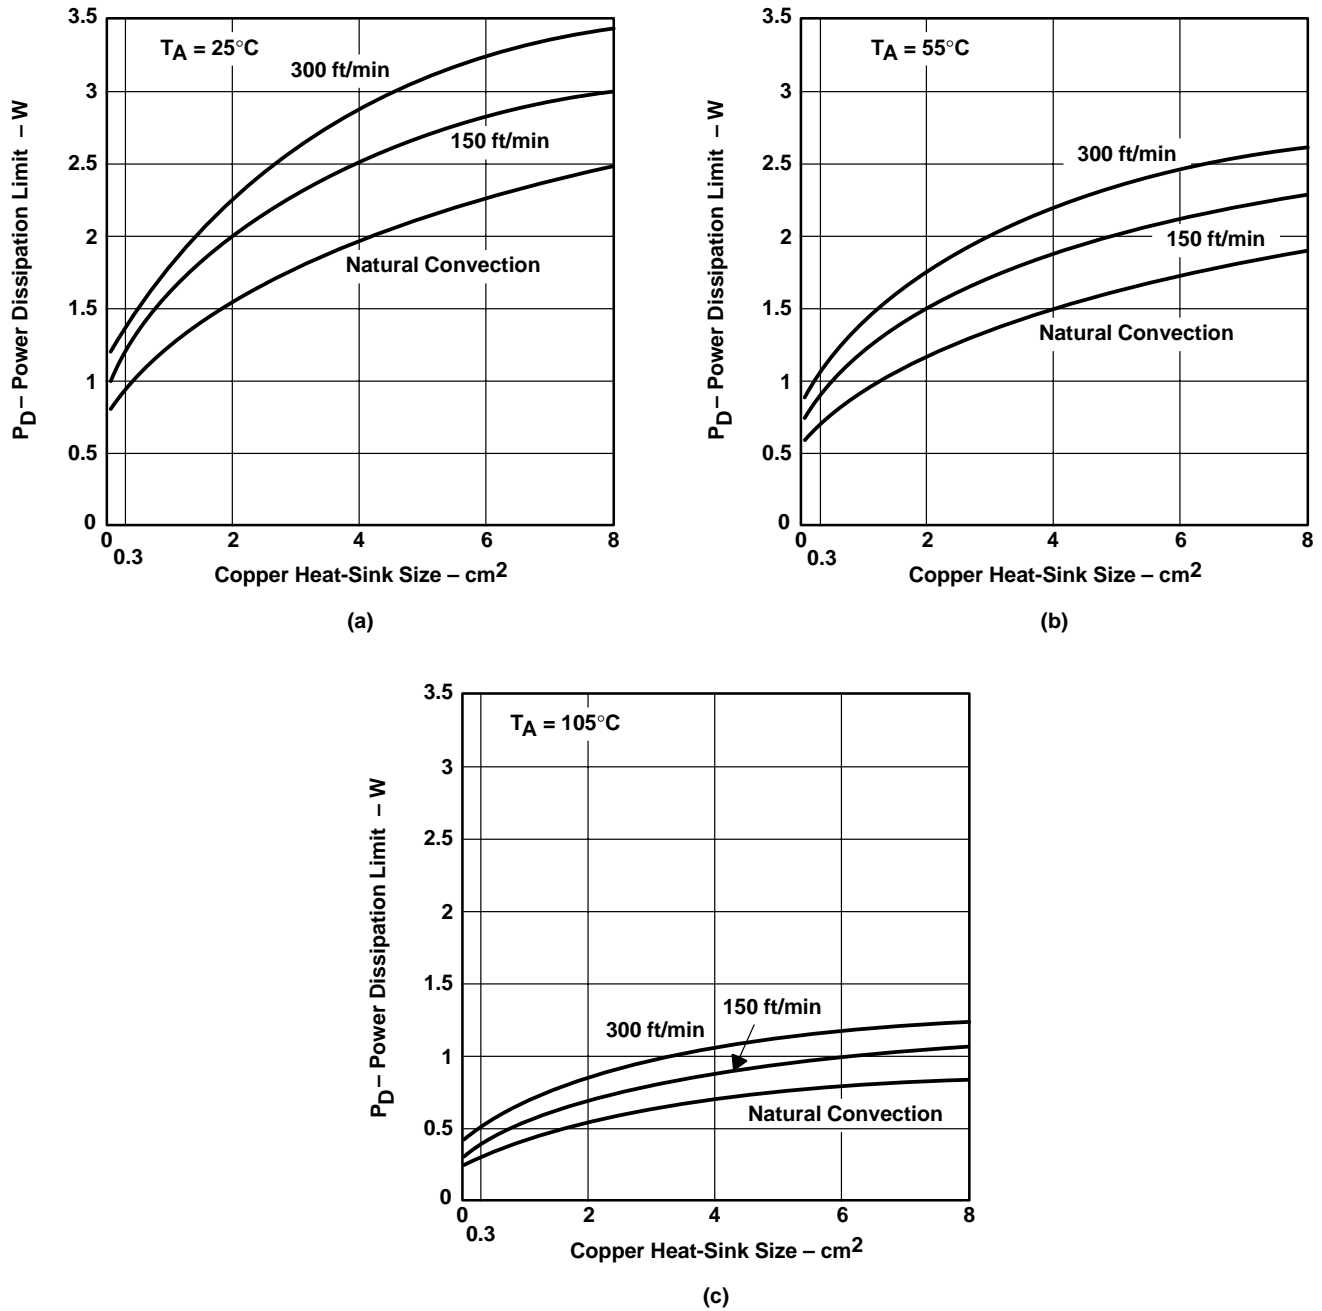 3.5
3
2.5
2
1.5
1
0.5
0
P_D – Power Dissipation Limit – W
T_A = 25°C
300 ft/min
150 ft/min
Natural Convection
0 2 4 6 8
0.3
Copper Heat-Sink Size – cm²
(a)
3.5
3
2.5
2
1.5
1
0.5
0
P_D – Power Dissipation Limit – W
T_A = 55°C
300 ft/min
150 ft/min
Natural Convection
0 2 4 6 8
0.3
Copper Heat-Sink Size – cm²
(b)
3.5
3
2.5
2
1.5
1
0.5
0
P_D – Power Dissipation Limit – W
T_A = 105°C
150 ft/min
300 ft/min
Natural Convection
0 2 4 6 8
0.3
Copper Heat-Sink Size – cm²
(c)